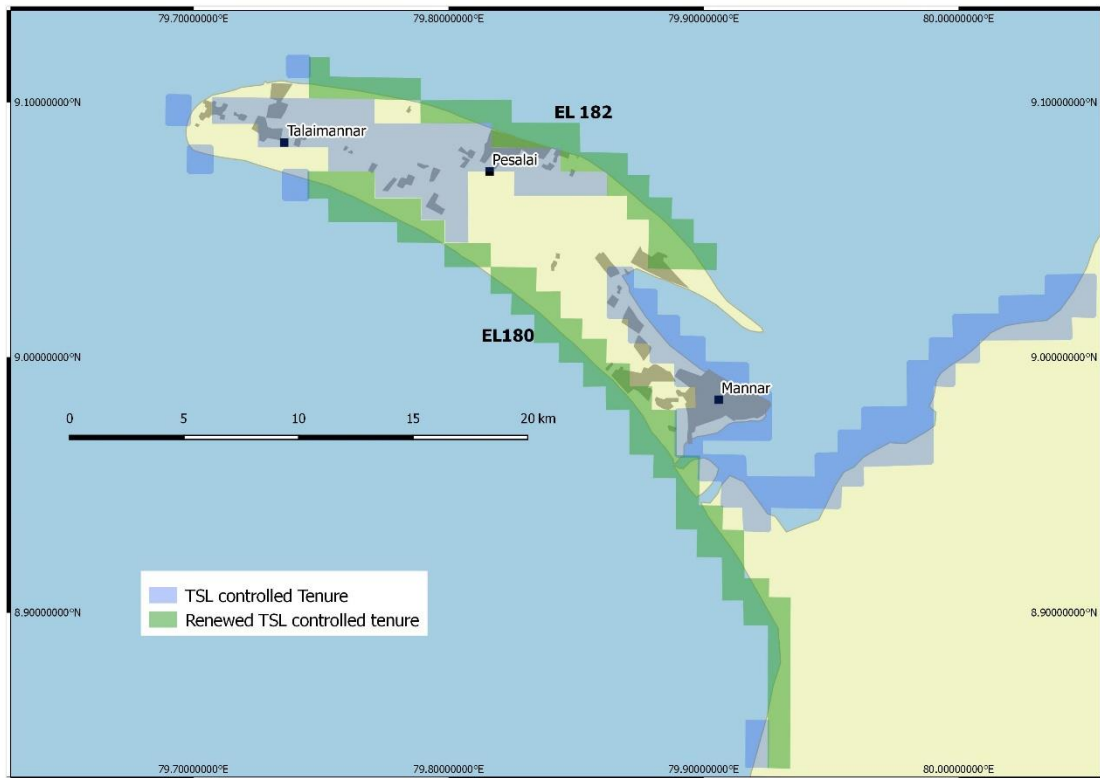 79.70000000°E 79.80000000°E 79.90000000°E 80.00000000°E
9.10000000°N 9.10000000°N
EL 182
Talaimannar
Pesalai
EL180
9.00000000°N 9.00000000°N
Mannar
0 5 10 15 20 km
TSL controlled Tenure
Renewed TSL controlled tenure
8.90000000°N 8.90000000°N
79.70000000°E 79.80000000°E 79.90000000°E 80.00000000°E